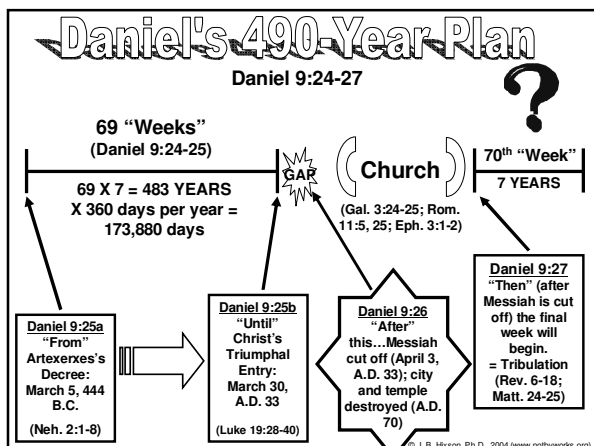 Daniel's 490-Year Plan
Daniel 9:24-27
?
69 “Weeks”
(Daniel 9:24-25)
69 X 7 = 483 YEARS
X 360 days per year =
173,880 days
GAP
Church
(Gal. 3:24-25; Rom.
11:5, 25; Eph. 3:1-2)
70th “Week”
7 YEARS
Daniel 9:25a
“From”
Artexerxes’s
Decree:
March 5, 444
B.C.
(Neh. 2:1-8)
Daniel 9:25b
“Until”
Christ’s
Triumphal
Entry:
March 30,
A.D. 33
(Luke 19:28-40)
Daniel 9:26
“After”
this…Messiah
cut off (April 3,
A.D. 33); city
and temple
destroyed (A.D.
70)
Daniel 9:27
“Then” (after
Messiah is cut
off) the final
week will
begin.
= Tribulation
(Rev. 6-18;
Matt. 24-25)
© J. B. Hixson, Ph.D., 2004 (www.notbyworks.org)